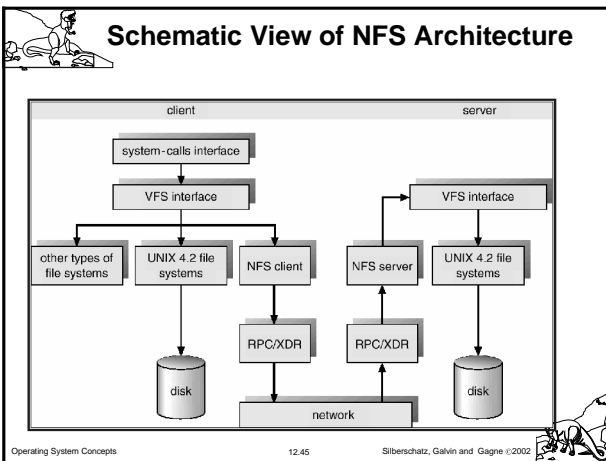 Schematic View of NFS Architecture
client
server
system-calls interface
VFS interface
VFS interface
other types of
file systems
UNIX 4.2 file
systems
NFS client
NFS server
UNIX 4.2 file
systems
RPC/XDR
RPC/XDR
disk
disk
network
Operating System Concepts
12.45
Silberschatz, Galvin and Gagne ©2002